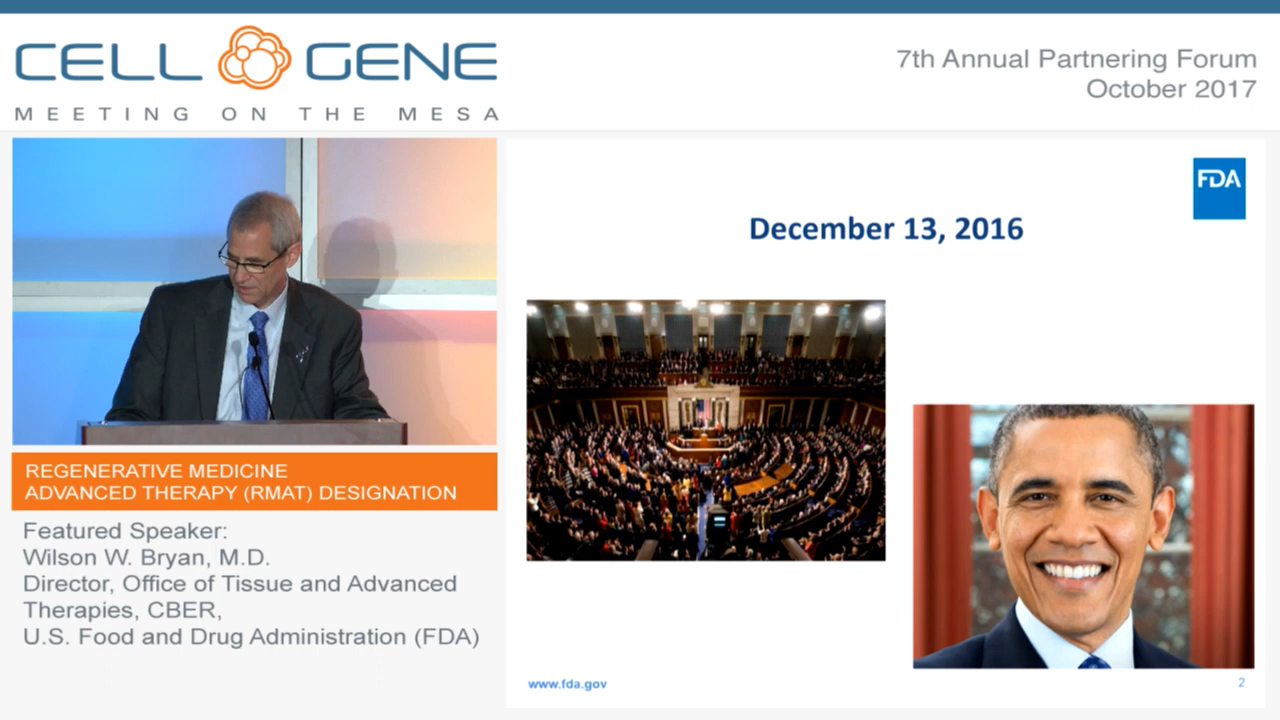 CELL GENE
MEETING ON THE MESA
7th Annual Partnering Forum
October 2017
FDA
December 13, 2016
REGENERATIVE MEDICINE
ADVANCED THERAPY (RMAT) DESIGNATION
Featured Speaker:
Wilson W. Bryan, M.D.
Director, Office of Tissue and Advanced
Therapies, CBER,
U.S. Food and Drug Administration (FDA)
www.fda.gov
2